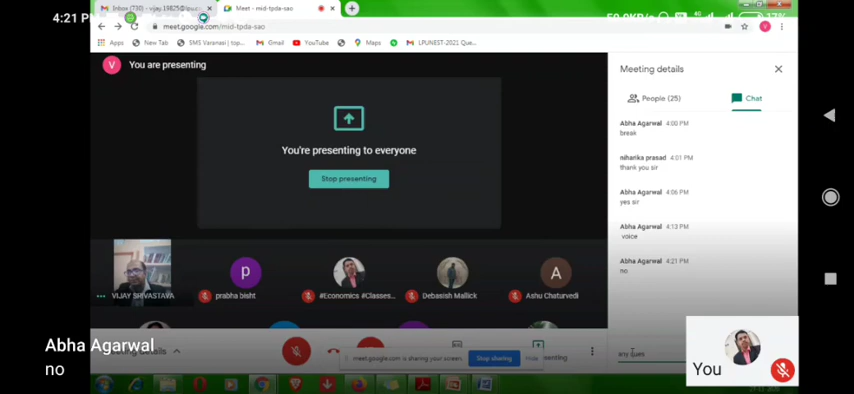 4:21 PM
Inbox (730) - vijay.19825@lpu.co
Meet - mid-tpda-sao
meet.google.com/mid-tpda-sao
Apps
New Tab
SMS Varanasi | top...
Gmail
YouTube
Maps
LPUNEST-2021 Que...
V
You are presenting
You're presenting to everyone
Stop presenting
VIJAY SRIVASTAVA
p
prabha bisht
#Economics #Classes...
Debasish Mallick
A
Ashu Chaturvedi
Meeting details
People (25)
Chat
Abha Agarwal 4:00 PM
break
niharika prasad 4:01 PM
thank you sir
Abha Agarwal 4:06 PM
yes sir
Abha Agarwal 4:13 PM
voice
Abha Agarwal 4:21 PM
no
any ques
meeting details
meet.google.com is sharing your screen.
Stop sharing
Hide
Abha Agarwal
no
You